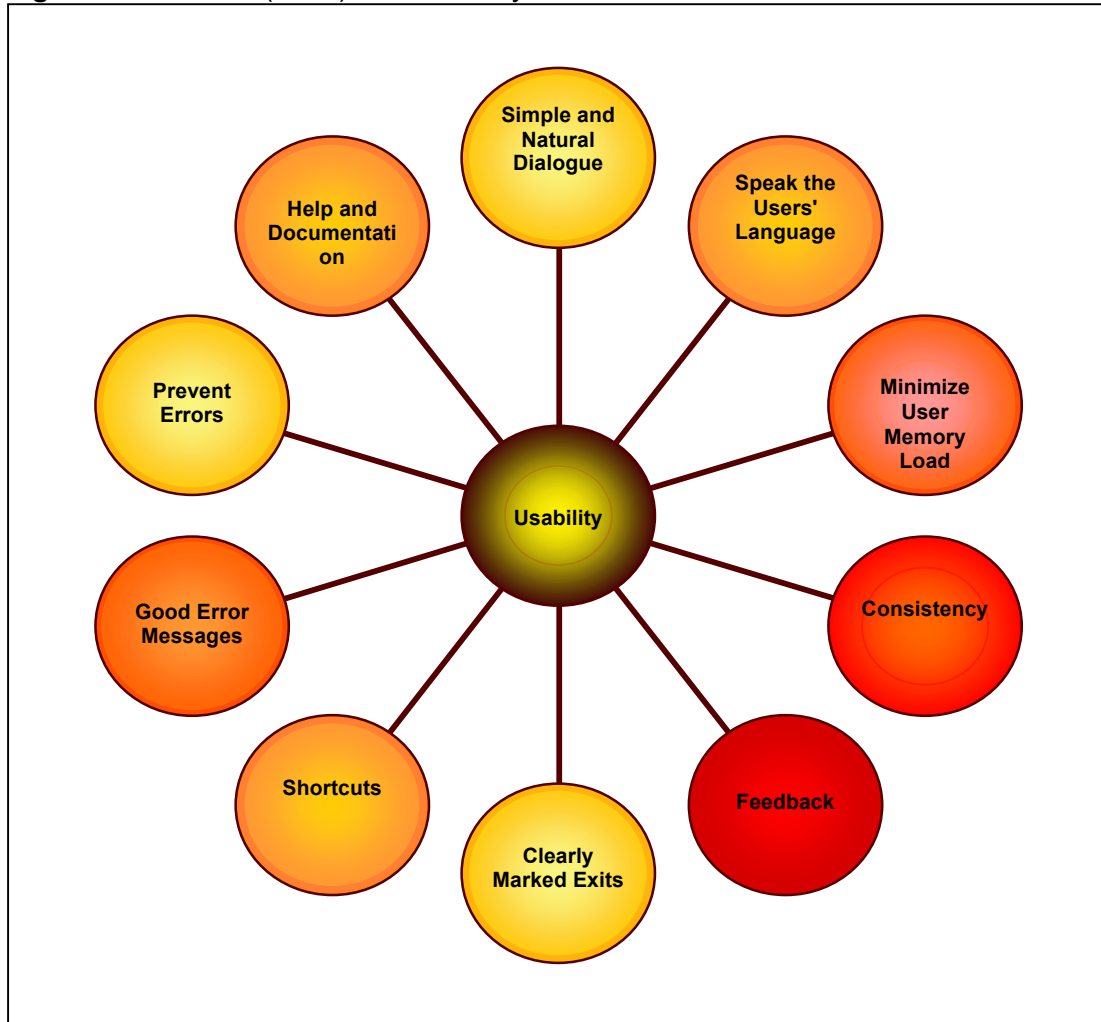 Simple and
Natural
Dialogue
Speak the
Users'
Language
Help and
Documentati
on
Minimize
User
Memory
Load
Prevent
Errors
Usability
Consistency
Good Error
Messages
Shortcuts
Feedback
Clearly
Marked Exits